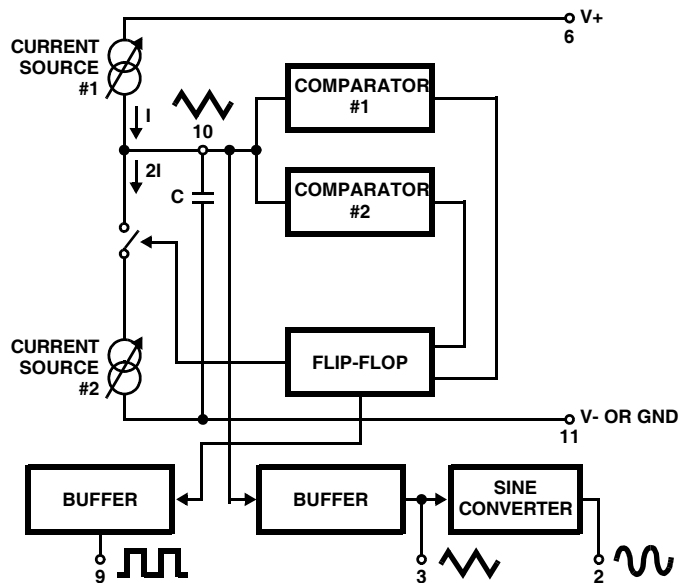 V+
6
CURRENT
SOURCE
#1
I
10
COMPARATOR
#1
2I
C
COMPARATOR
#2
CURRENT
SOURCE
#2
FLIP-FLOP
V- OR GND
11
BUFFER
BUFFER
SINE
CONVERTER
9
3
2